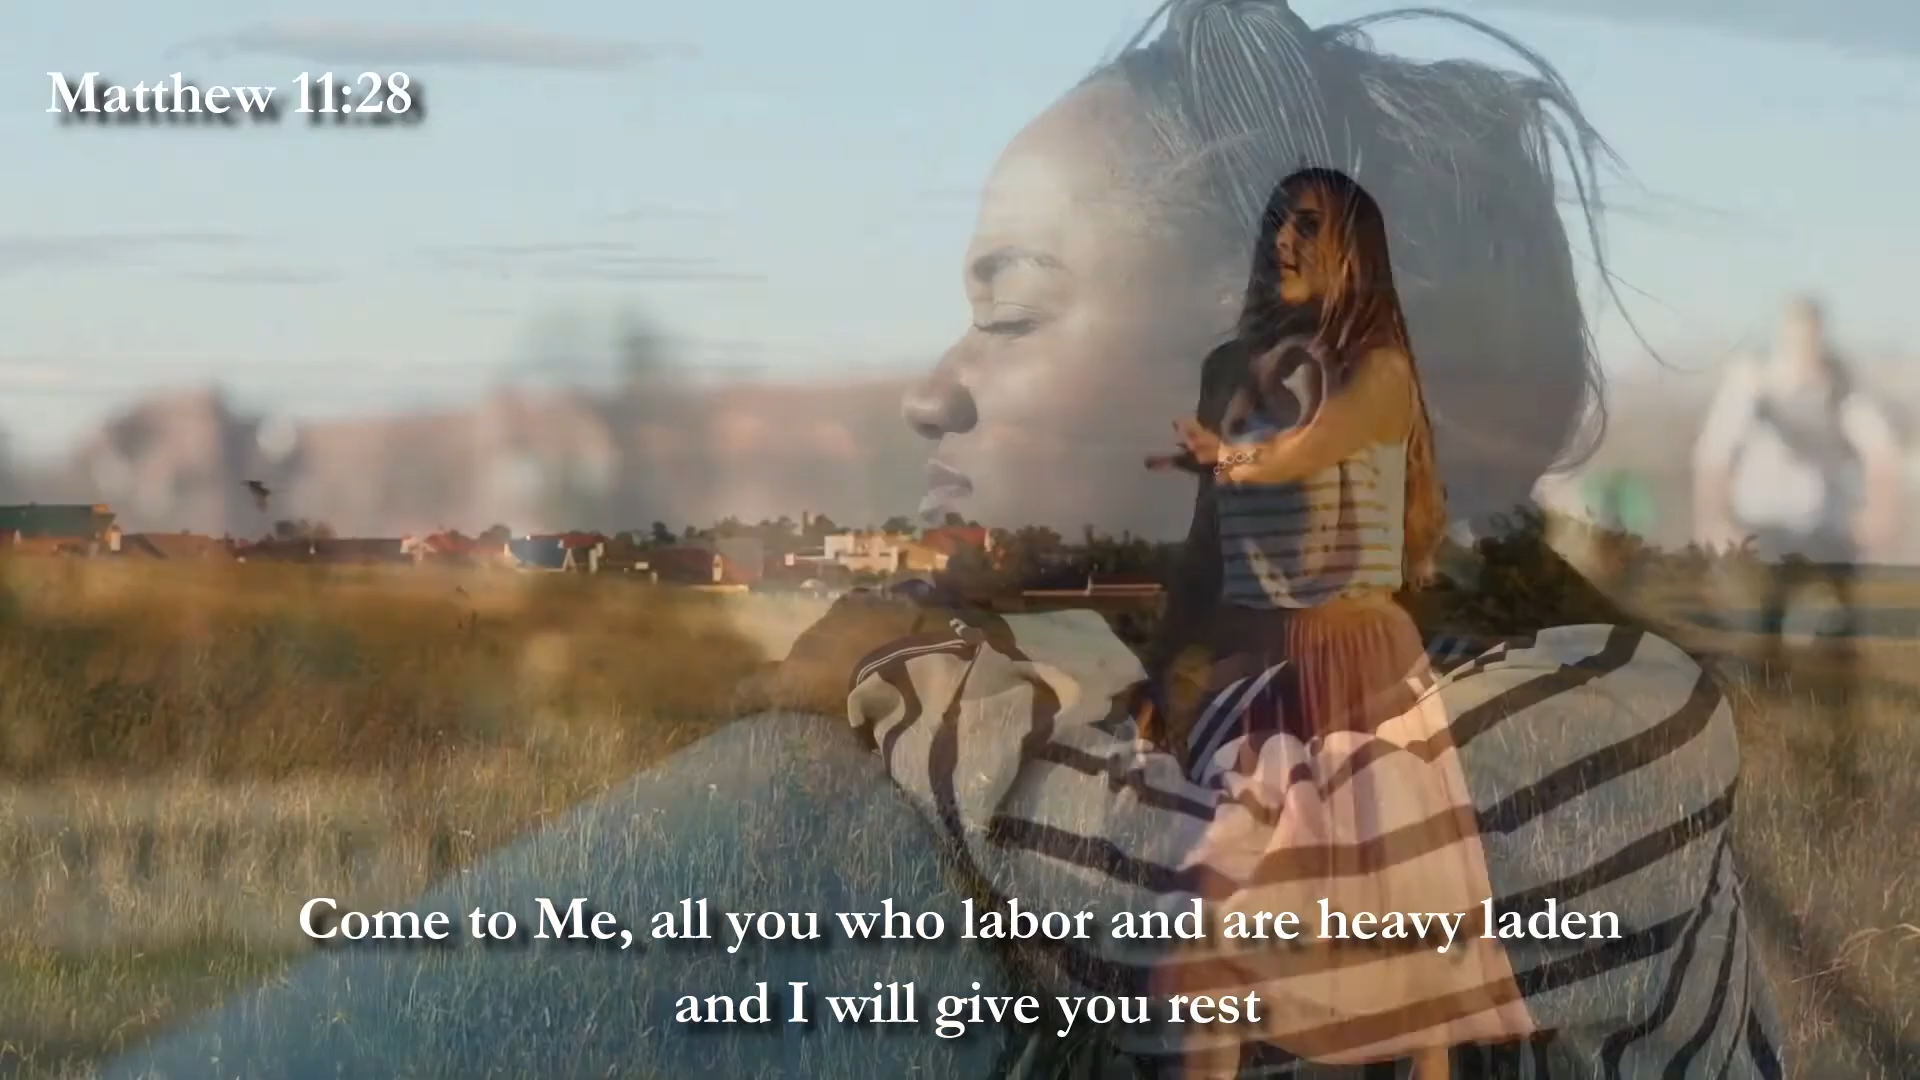 Matthew 11:28
Come to Me, all you who labor and are heavy laden
and I will give you rest